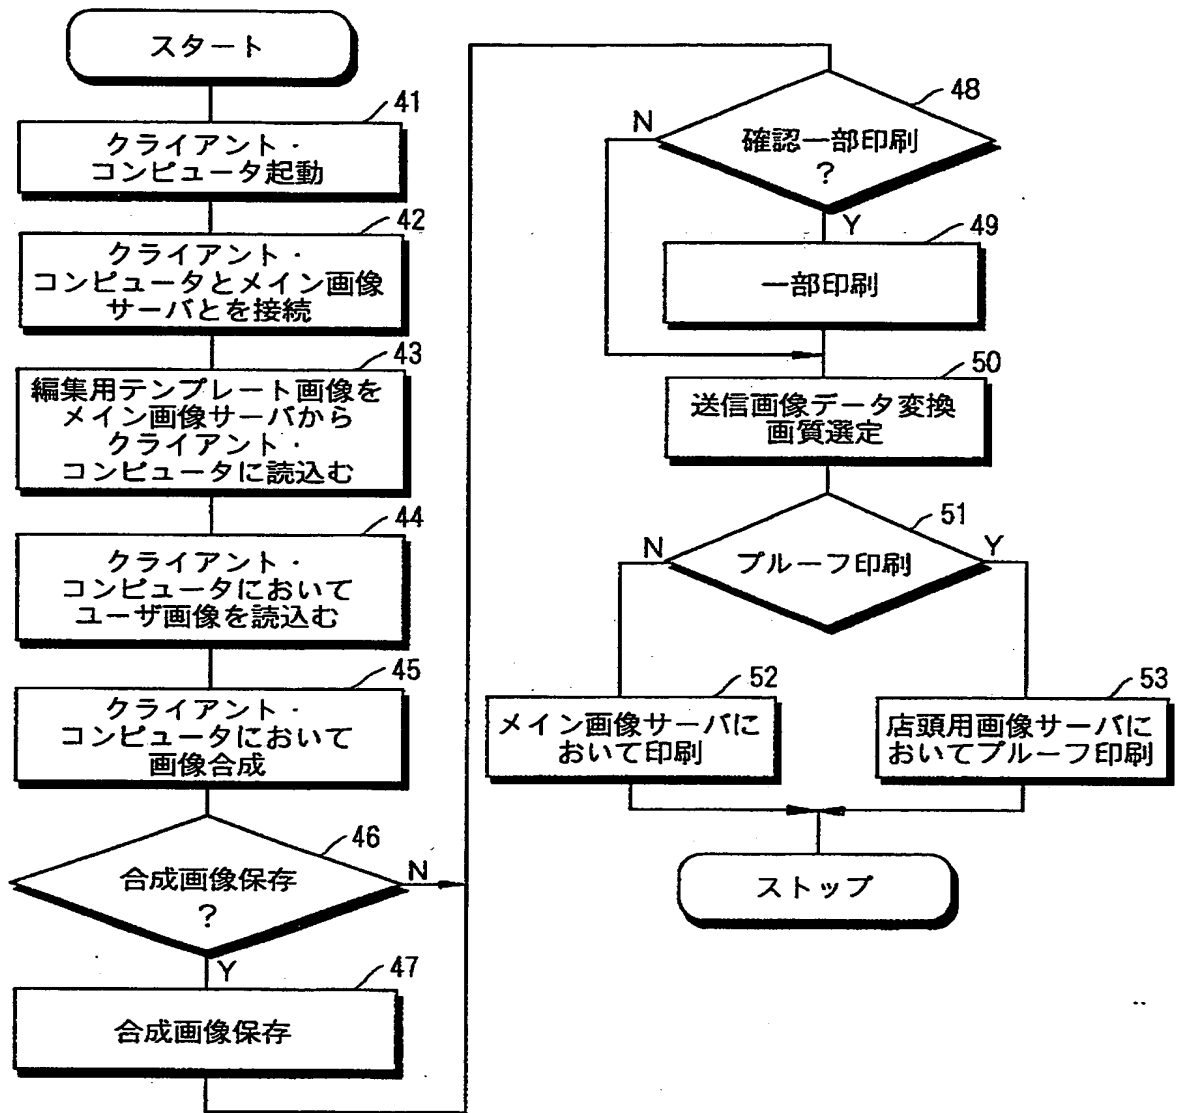 スタート
41
クライアント・
コンピュータ起動
42
クライアント・
コンピュータとメイン画像
サーバとを接続
43
編集用テンプレート画像を
メイン画像サーバから
クライアント・
コンピュータに読込む
44
クライアント・
コンピュータにおいて
ユーザ画像を読込む
45
クライアント・
コンピュータにおいて
画像合成
46
合成画像保存
?
N
Y
47
合成画像保存
48
確認一部印刷
?
N
Y
49
一部印刷
50
送信画像データ変換
画質選定
51
プルーフ印刷
N
Y
52
メイン画像サーバに
おいて印刷
53
店頭用画像サーバに
おいてプルーフ印刷
ストップ